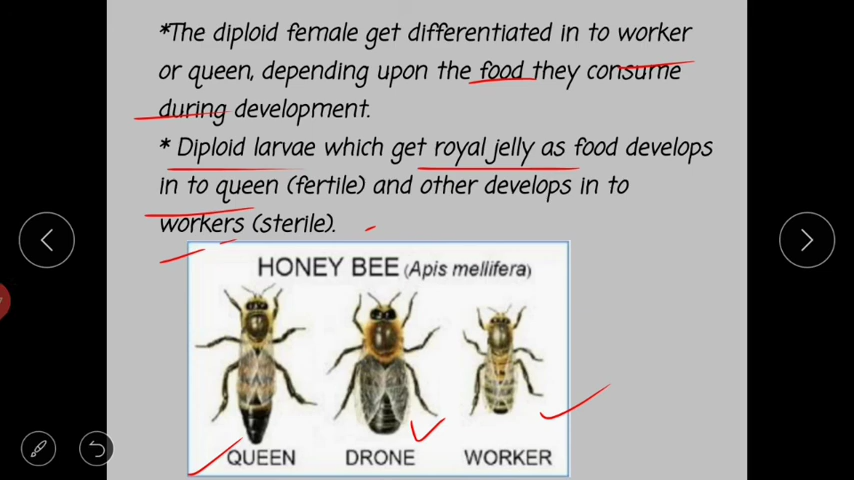 *The diploid female get differentiated in to worker
or queen, depending upon the food they consume
during development.
* Diploid larvae which get royal jelly as food develops
in to queen (fertile) and other develops in to
workers (sterile).
HONEY BEE (Apis mellifera)
QUEEN DRONE WORKER